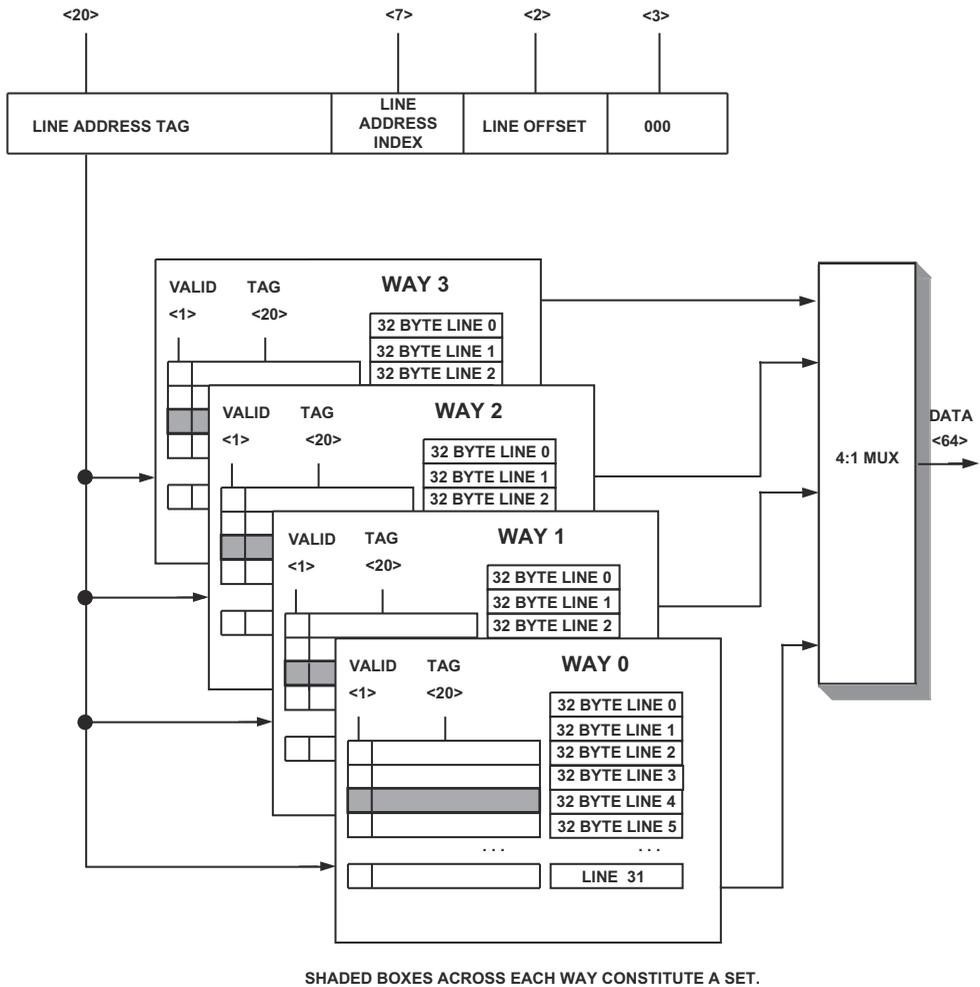 <20> <7> <2> <3>
LINE ADDRESS TAG
LINE
ADDRESS
INDEX
LINE OFFSET
000
WAY 3
VALID TAG
<1> <20>
32 BYTE LINE 0
32 BYTE LINE 1
32 BYTE LINE 2
WAY 2
VALID TAG
<1> <20>
32 BYTE LINE 0
32 BYTE LINE 1
32 BYTE LINE 2
WAY 1
VALID TAG
<1> <20>
32 BYTE LINE 0
32 BYTE LINE 1
32 BYTE LINE 2
WAY 0
VALID TAG
<1> <20>
32 BYTE LINE 0
32 BYTE LINE 1
32 BYTE LINE 2
32 BYTE LINE 3
32 BYTE LINE 4
32 BYTE LINE 5
. . . . . .
LINE 31
4:1 MUX
DATA
<64>
SHADED BOXES ACROSS EACH WAY CONSTITUTE A SET.